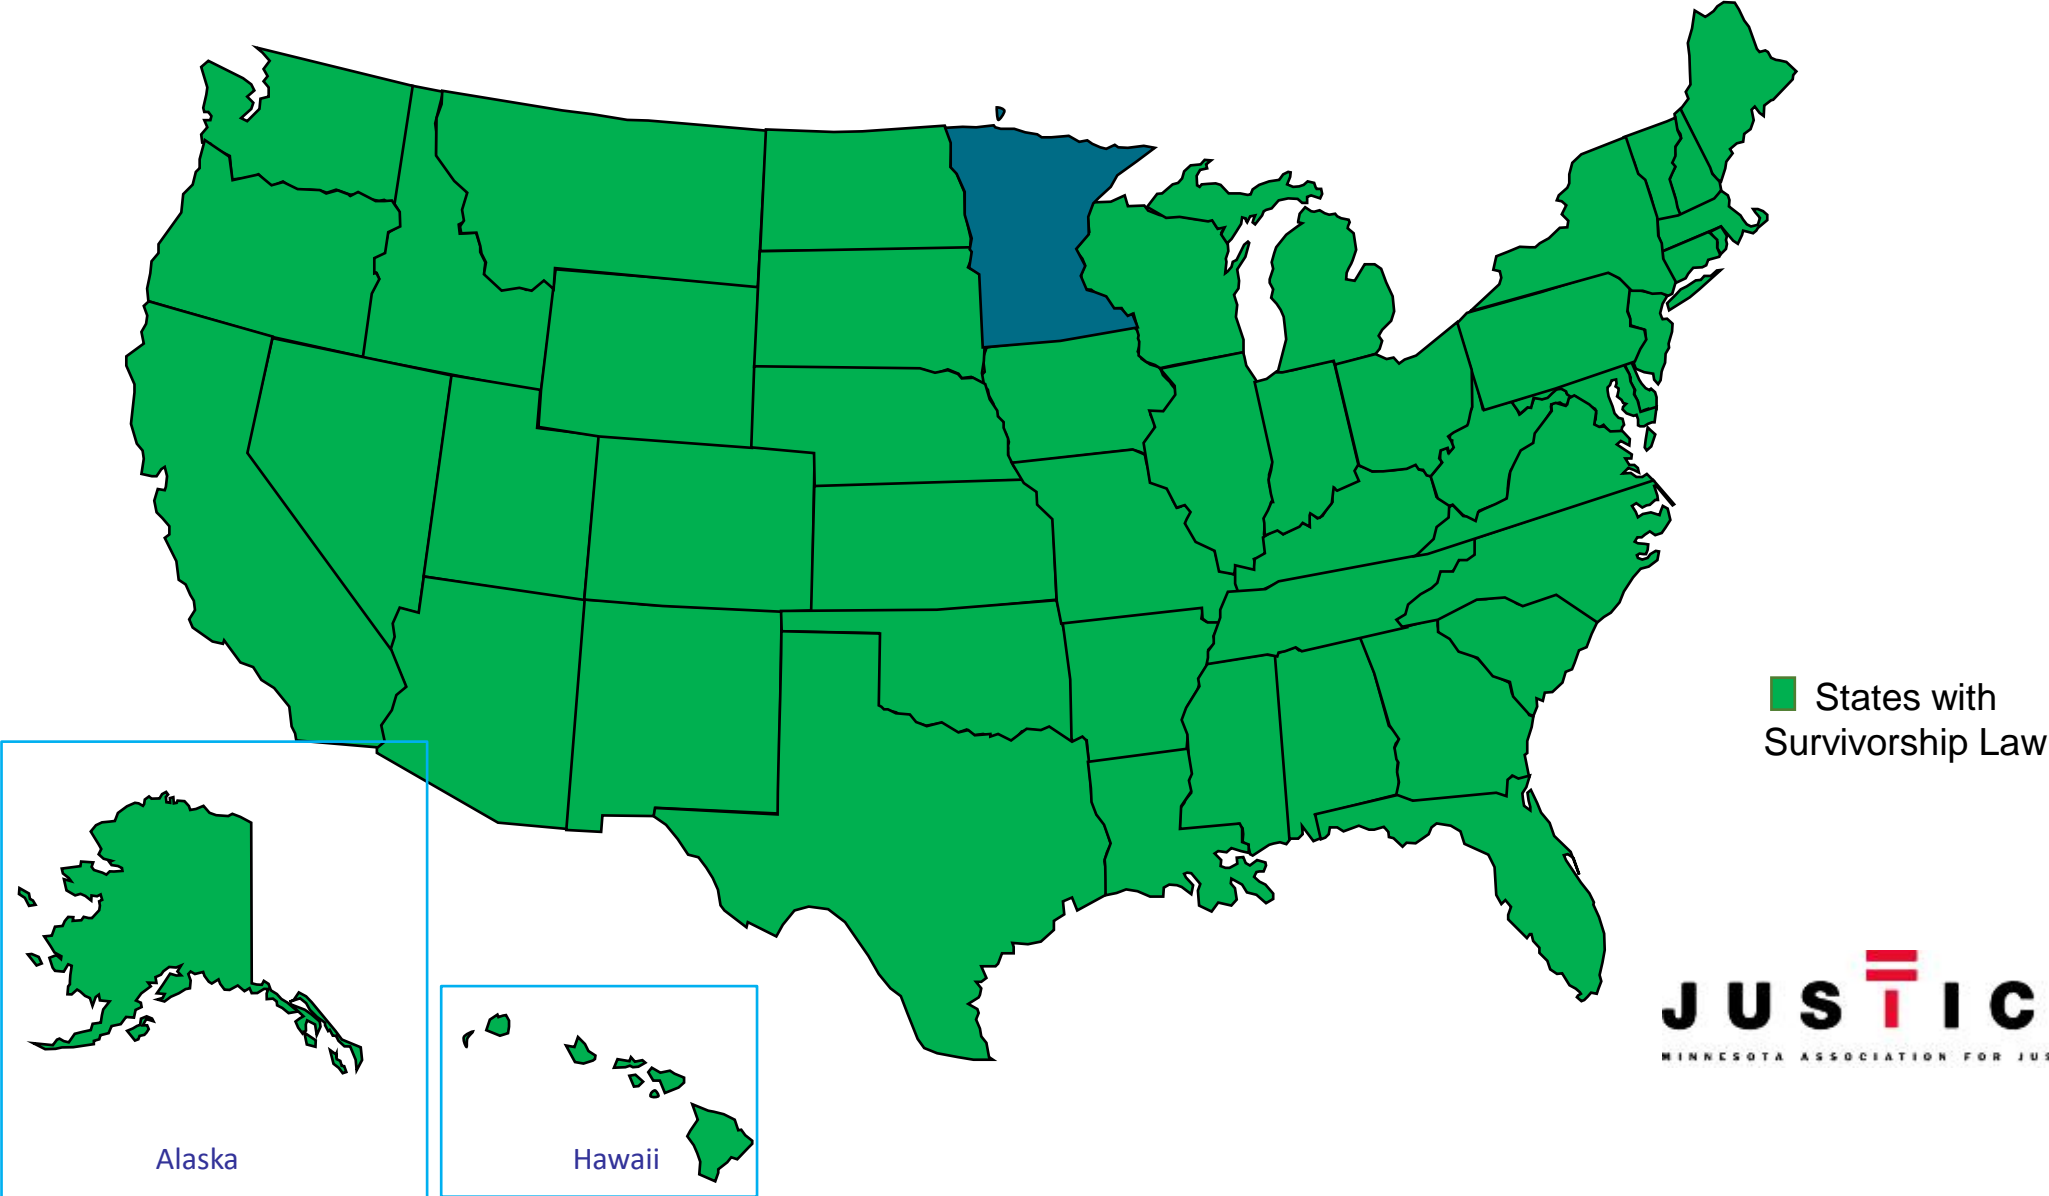 States with
Survivorship Law
JUSTIC
MINNESOTA ASSOCIATION FOR JUS
Alaska
Hawaii